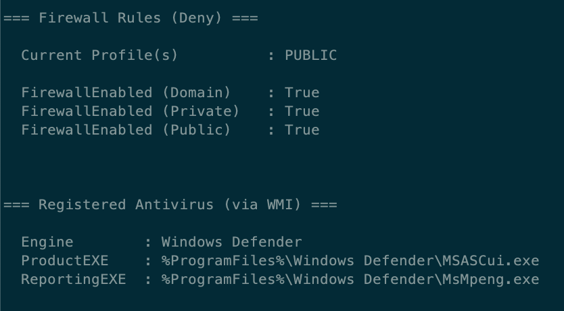 === Firewall Rules (Deny) ===
Current Profile(s) : PUBLIC
FirewallEnabled (Domain) : True
FirewallEnabled (Private) : True
FirewallEnabled (Public) : True
=== Registered Antivirus (via WMI) ===
Engine : Windows Defender
ProductEXE : %ProgramFiles%\Windows Defender\MSASCui.exe
ReportingEXE : %ProgramFiles%\Windows Defender\MsMpeng.exe